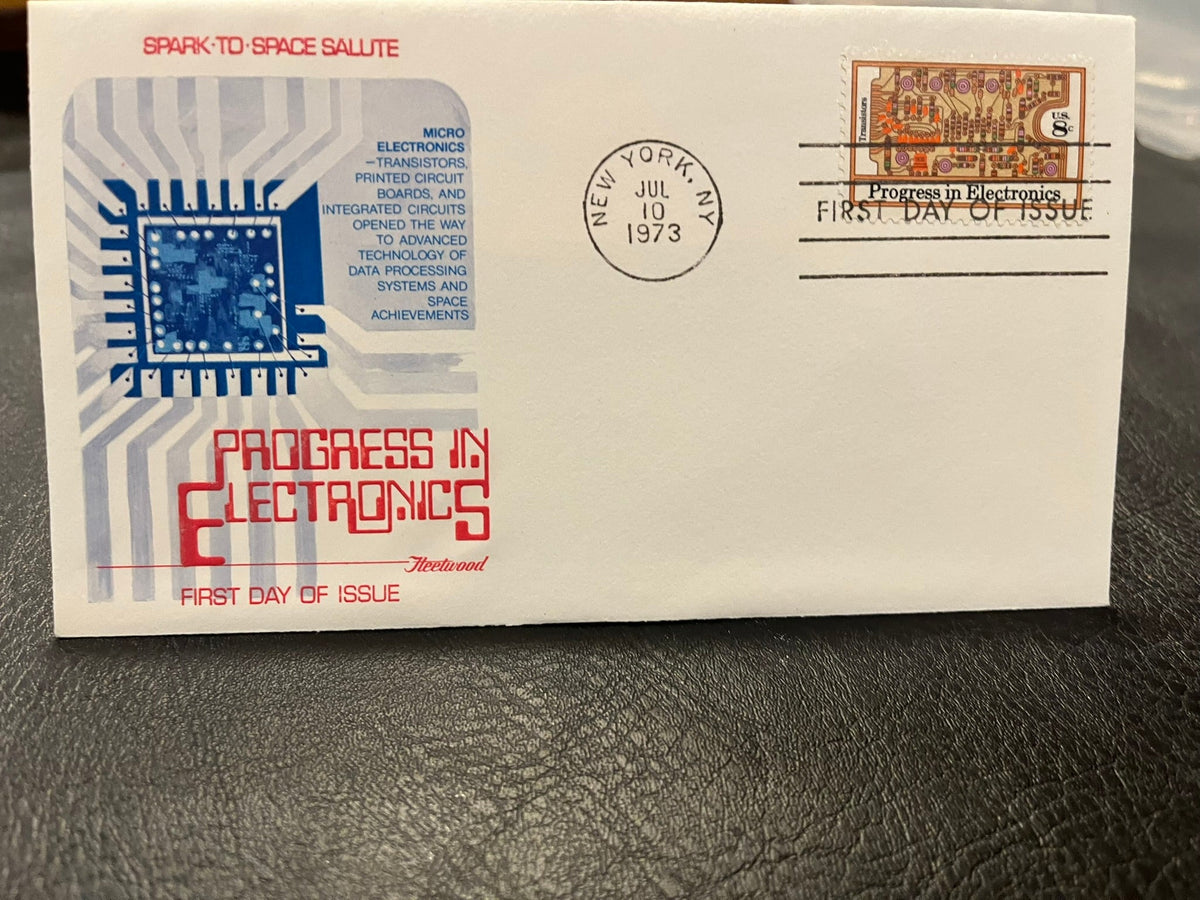 SPARK·TO·SPACE SALUTE
MICRO
ELECTRONICS
—TRANSISTORS,
PRINTED CIRCUIT
BOARDS, AND
INTEGRATED CIRCUITS
OPENED THE WAY
TO ADVANCED
TECHNOLOGY OF
DATA PROCESSING
SYSTEMS AND
SPACE
ACHIEVEMENTS
PROGRESS IN
ELECTRONICS
Fleetwood
FIRST DAY OF ISSUE
NEW YORK, NY
JUL
10
1973
Transistors
U.S.
8c
Progress in Electronics
FIRST DAY OF ISSUE